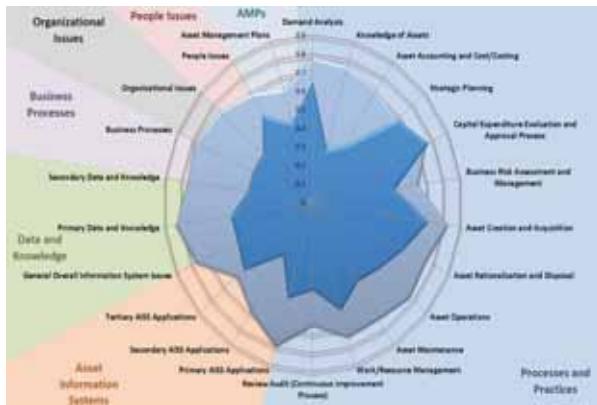 AMPs
People Issues
Organizational
Issues
Demand Analysis
Asset Management Plans
Knowledge of Assets
People Issues
Asset Accounting and Cost/Costing
Organizational Issues
Strategic Planning
Business
Processes
Business Processes
Capital Expenditure Evaluation and
Approval Process
Secondary Data and Knowledge
Business Risk Assessment and
Management
Primary Data and Knowledge
Asset Creation and Acquisition
Data and
Knowledge
General Overall Information System Issues
Asset Rationalisation and Disposal
Tertiary AISS Applications
Asset Operations
Secondary AISS Applications
Asset Maintenance
Primary AISS Applications
Work/Resource Management
Asset
Information
Systems
Review Audit (Continuous Improvement
Process)
Processes and
Practices